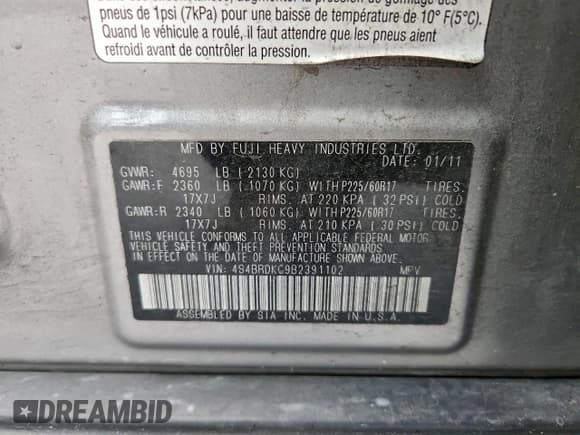 pneus de 1psi (7kPa) pour une baisse de température de 10° F(5°C).
Quand le véhicule a roulé, il faut attendre que les pneus aient
refroidi avant de contrôler la pression.
MFD BY FUJI HEAVY INDUSTRIES LTD.
DATE: 01/11
GVWR: 4695 LB (2130 KG)
GAWR:F 2360 LB (1070 KG) WITH P225/60R17 TIRES.
17X7J RIMS. AT 220 KPA (32 PSI) COLD
GAWR:R 2340 LB (1060 KG) WITH P225/60R17 TIRES.
17X7J RIMS. AT 210 KPA (30 PSI) COLD
THIS VEHICLE CONFORMS TO ALL APPLICABLE FEDERAL MOTOR
VEHICLE SAFETY AND THEFT PREVENTION STANDARDS
IN EFFECT ON THE DATE OF MANUFACTURE SHOWN ABOVE.
VIN: 4S4BRDKC9B2391102 MPV
ASSEMBLED BY SIA INC. MADE IN U.S.A.
DREAMBID